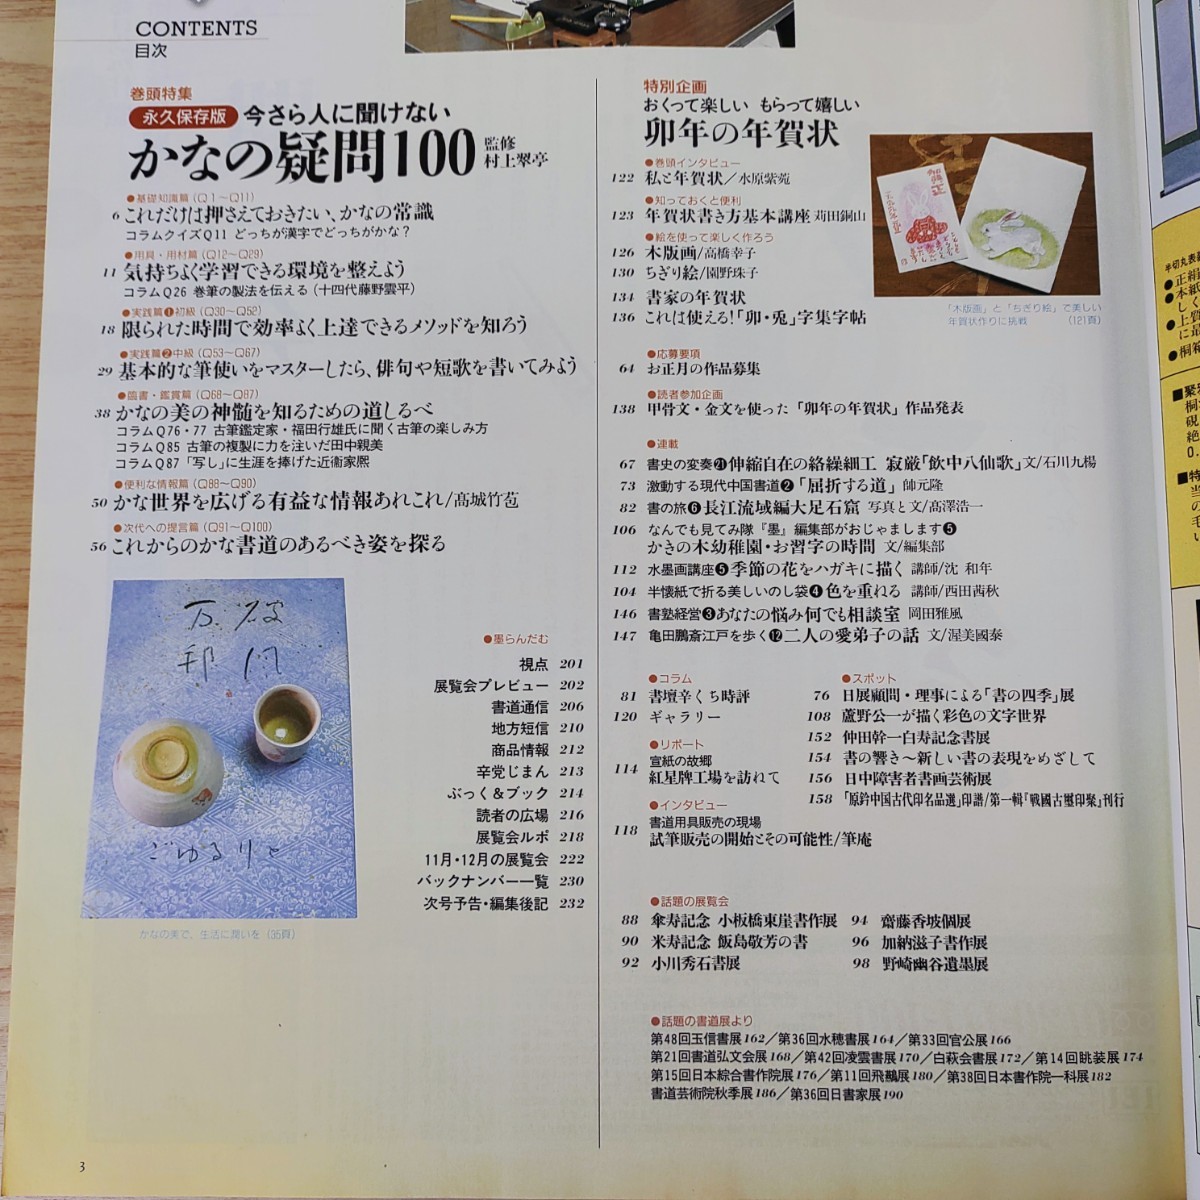 CONTENTS
目次
巻頭特集
永久保存版 今さら人に聞けない
かなの疑問100 監修 村上翠亭
●基礎知識篇(Q1〜Q11)
6 これだけは押さえておきたい、かなの常識
コラムクイズQ11 どっちが漢字でどっちがかな?
●用具・用材篇(Q12〜Q29)
11 気持ちよく学習できる環境を整えよう
コラムQ26 巻筆の製法を伝える(十四代藤野雲平)
●実践篇❶初級(Q30〜Q52)
18 限られた時間で効率よく上達できるメソッドを知ろう
●実践篇❷中級(Q53〜Q67)
29 基本的な筆使いをマスターしたら、俳句や短歌を書いてみよう
●臨書・鑑賞篇(Q68〜Q87)
38 かなの美の神髄を知るための道しるべ
コラムQ76・77 古筆鑑定家・福田行雄氏に聞く古筆の楽しみ方
コラムQ85 古筆の複製に力を注いだ田中親美
コラムQ87「写し」に生涯を捧げた近衞家熙
●便利な情報篇(Q88〜Q90)
50 かな世界を広げる有益な情報あれこれ/髙城竹苞
●次代への提言篇(Q91〜Q100)
56 これからのかな書道のあるべき姿を探る
ごゆるりと
かなの美で、生活に潤いを(35頁)
●墨らんだむ
視点 201
展覧会プレビュー 202
書道通信 206
地方短信 210
商品情報 212
辛党じまん 213
ぶっく&ブック 214
読者の広場 216
展覧会ルポ 218
11月・12月の展覧会 222
バックナンバー一覧 230
次号予告・編集後記 232
3
特別企画
おくって楽しい もらって嬉しい
卯年の年賀状
●巻頭インタビュー
122 私と年賀状/水原紫苑
●知っておくと便利
123 年賀状書き方基本講座 苅田銅山
●絵を使って楽しく作ろう
126 木版画/高橋幸子
130 ちぎり絵/園野珠子
134 書家の年賀状
136 これは使える!「卯・兎」字集字帖
「木版画」と「ちぎり絵」で美しい
年賀状作りに挑戦 (121頁)
●応募要項
64 お正月の作品募集
●読者参加企画
138 甲骨文・金文を使った「卯年の年賀状」作品発表
●連載
67 書史の変奏㉑伸縮自在の絡繰細工 寂厳「飲中八仙歌」文/石川九楊
73 激動する現代中国書道❷「屈折する道」師元隆
82 書の旅❻長江流域編大足石窟 写真と文/髙澤浩一
106 なんでも見てみ隊『墨』編集部がおじゃまします❺
かきの木幼稚園・お習字の時間 文/編集部
112 水墨画講座❺季節の花をハガキに描く 講師/沈 和年
104 半懐紙で折る美しいのし袋❹色を重ねる 講師/西田茜秋
146 書塾経営❸あなたの悩み何でも相談室 岡田雅風
147 亀田鵬斎江戸を歩く⓬二人の愛弟子の話 文/渥美國泰
●コラム
81 書壇辛くち時評
120 ギャラリー
●リポート
宣紙の故郷
114 紅星牌工場を訪ねて
●インタビュー
書道用具販売の現場
118 試筆販売の開始とその可能性/筆庵
●スポット
76 日展顧問・理事による「書の四季」展
108 蘆野公一が描く彩色の文字世界
152 仲田幹一白寿記念書展
154 書の響き〜新しい書の表現をめざして
156 日中障害者書画芸術展
158 「原鈐中国古代印名品選」印譜/第一輯『戰國古璽印聚』刊行
●話題の展覧会
88 傘寿記念 小板橋東崖書作展
90 米寿記念 飯島敬芳の書
92 小川秀石書展
94 齋藤香坡個展
96 加納滋子書作展
98 野崎幽谷遺墨展
●話題の書道展より
第48回玉信書展162/第36回水穂書展164/第33回官公展166
第21回書道弘文会展168/第42回凌雲書展170/白萩会書展172/第14回眺装展174
第15回日本綜合書作院展176/第11回飛鸊展180/第38回日本書作院一科展182
書道芸術院秋季展186/第36回日書家展190
半切丸表
●正絹
●本紙
●上質
●桐箱